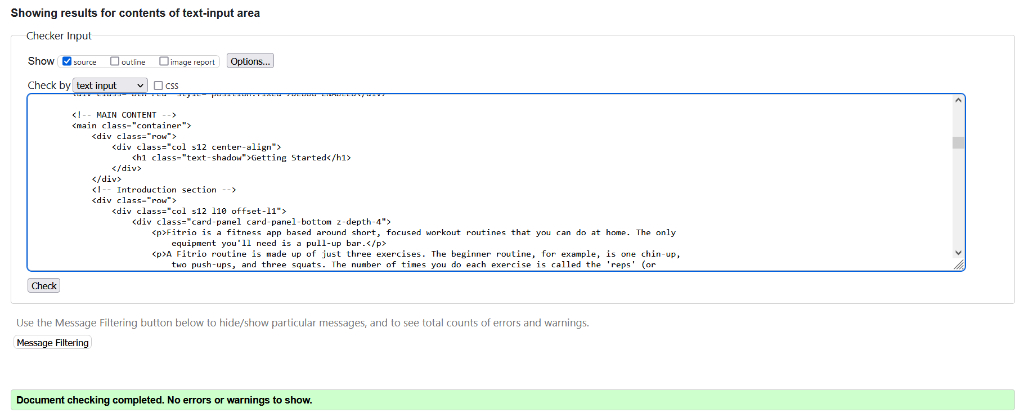 Showing results for contents of text-input area
Checker Input
Show source outline image report Options...
Check by text input css
<!-- MAIN CONTENT -->
<main class="container">
<div class="row">
<div class="col s12 center-align">
<h1 class="text-shadow">Getting Started</h1>
</div>
</div>
<!-- Introduction section -->
<div class="row">
<div class="col s12 l10 offset-l1">
<div class="card-panel card-panel-bottom z-depth-4">
<p>Fitrio is a fitness app based around short, focused workout routines that you can do at home. The only
equipment you'll need is a pull-up bar.</p>
<p>A Fitrio routine is made up of just three exercises. The beginner routine, for example, is one chin-up,
two push-ups, and three squats. The number of times you do each exercise is called the 'reps' (or
Check
Use the Message Filtering button below to hide/show particular messages, and to see total counts of errors and warnings.
Message Filtering
Document checking completed. No errors or warnings to show.